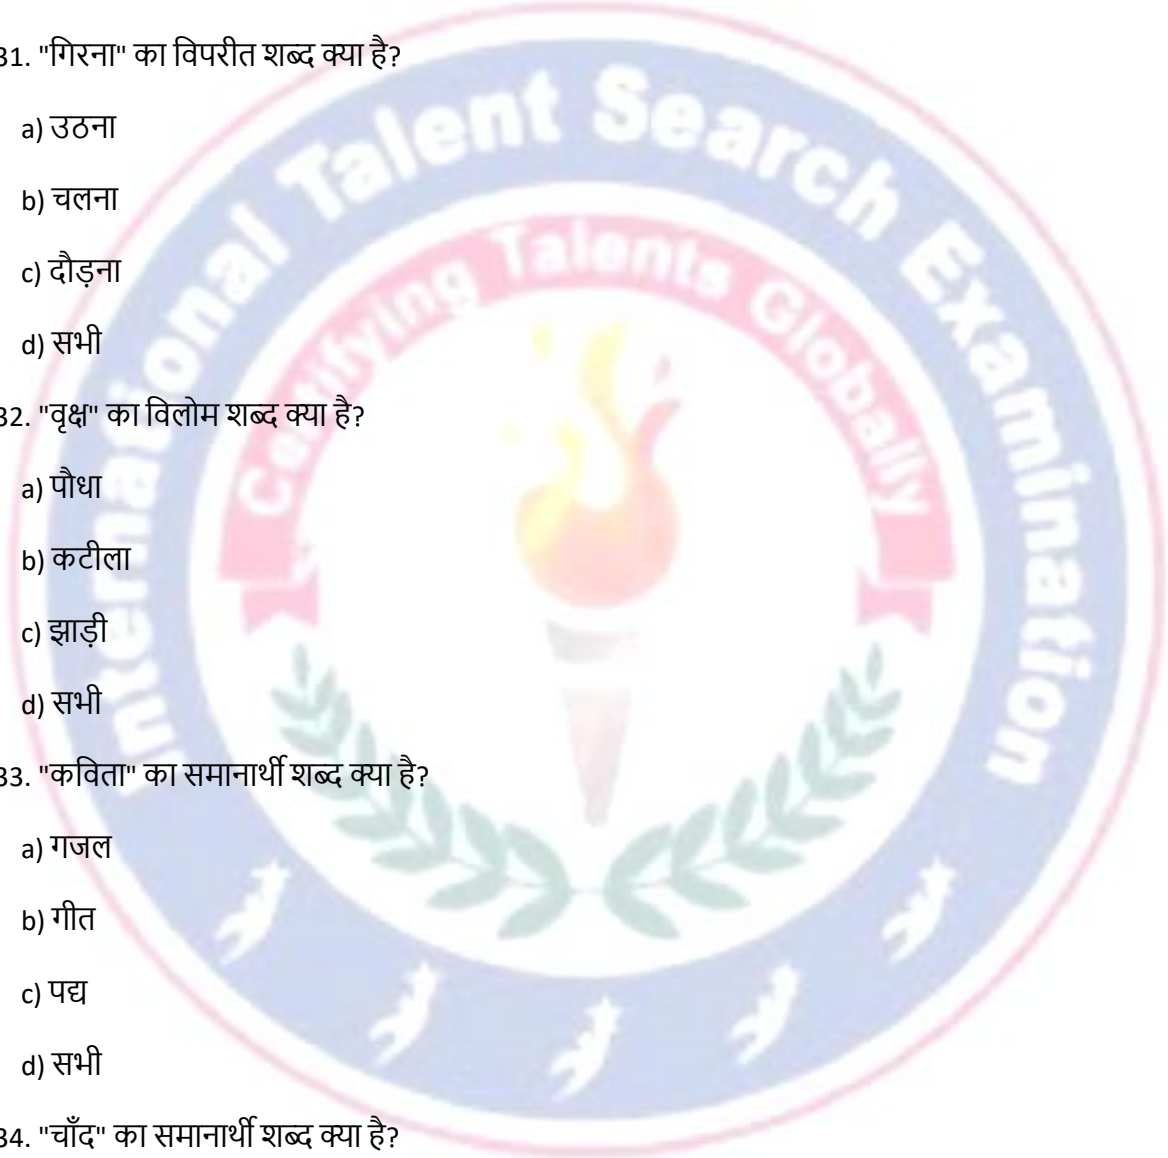 31. "गिरना" का विपरीत शब्द क्या है?
a) उठना
b) चलना
c) दौड़ना
d) सभी
32. "वृक्ष" का विलोम शब्द क्या है?
a) पौधा
b) कटीला
c) झाड़ी
d) सभी
33. "कविता" का समानार्थी शब्द क्या है?
a) गजल
b) गीत
c) पद्य
d) सभी
34. "चाँद" का समानार्थी शब्द क्या है?
International Talent Search Examination
Certifying Talents Globally